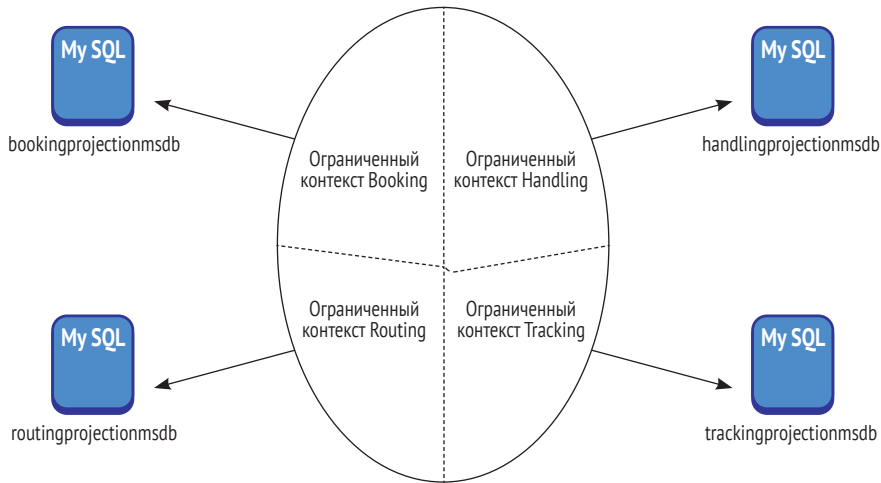 My SQL
bookingprojectionmsdb
My SQL
handlingprojectionmsdb
Ограниченный
контекст Booking
Ограниченный
контекст Handling
Ограниченный
контекст Routing
Ограниченный
контекст Tracking
My SQL
routingprojectionmsdb
My SQL
trackingprojectionmsdb